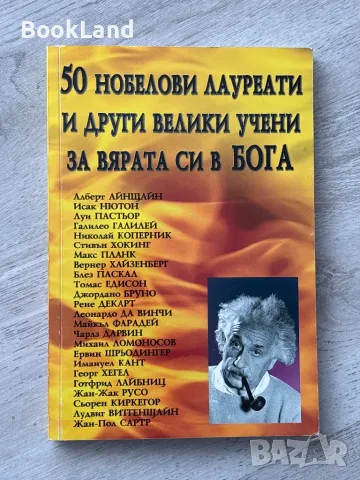 BookLand
50 НОБЕЛОВИ ЛАУРЕАТИ
И ДРУГИ ВЕЛИКИ УЧЕНИ
ЗА ВЯРАТА СИ В БОГА
Алберт АЙНЩАЙН
Исак НЮТОН
Луи ПАСТЬОР
Галилео ГАЛИЛЕЙ
Николай КОПЕРНИК
Стивън ХОКИНГ
Макс ПЛАНК
Вернер ХАЙЗЕНБЕРГ
Блез ПАСКАЛ
Томас ЕДИСОН
Джордано БРУНО
Рене ДЕКАРТ
Леонардо ДА ВИНЧИ
Майкъл ФАРАДЕЙ
Чарлз ДАРВИН
Михаил ЛОМОНОСОВ
Ервин ШРЬОДИНГЕР
Имануел КАНТ
Георг ХЕГЕЛ
Готфрид ЛАЙБНИЦ
Жан-Жак РУСО
Сьорен КИРКЕГОР
Лудвиг ВИТГЕНЩАЙН
Жан-Пол САРТР
BAZAR